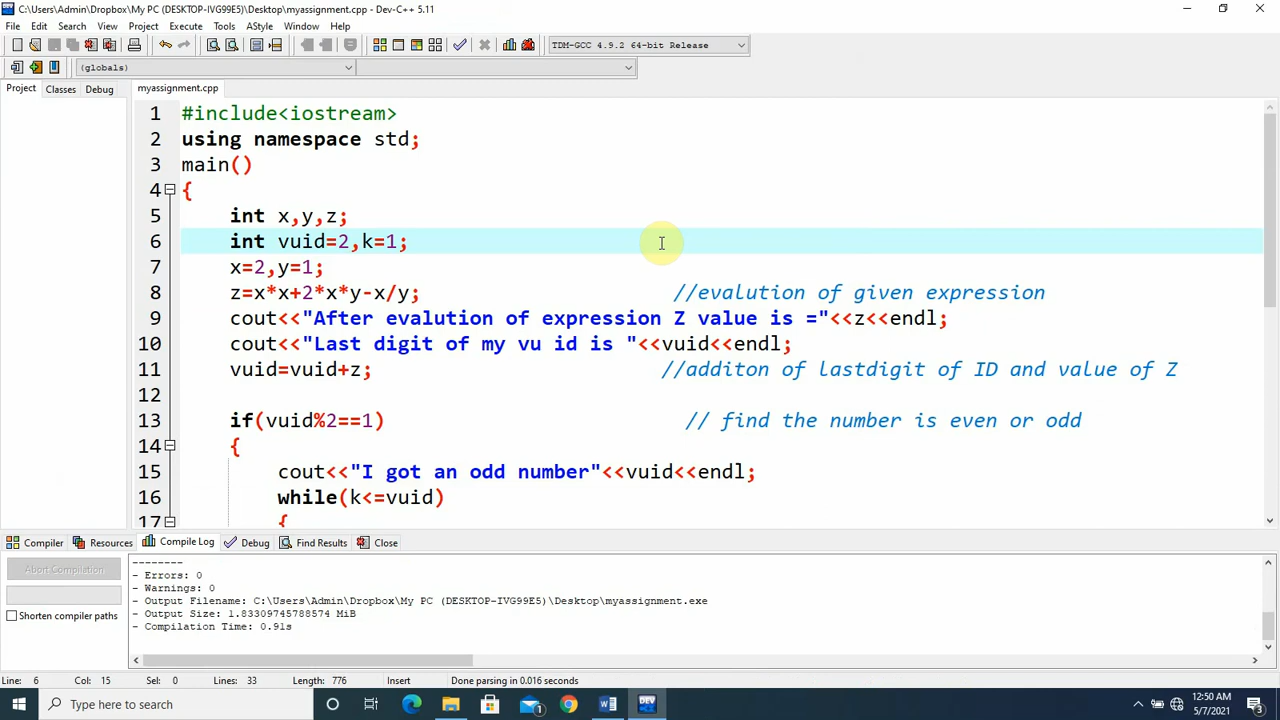 C:\Users\Admin\Dropbox\My PC (DESKTOP-IVG99E5)\Desktop\myassignment.cpp - Dev-C++ 5.11
File Edit Search View Project Execute Tools AStyle Window Help
TDM-GCC 4.9.2 64-bit Release
(globals)
Project Classes Debug myassignment.cpp
1 #include<iostream>
2 using namespace std;
3 main()
4 {
5 int x,y,z;
6 int vuid=2,k=1;
7 x=2,y=1;
8 z=x*x+2*x*y-x/y; //evalution of given expression
9 cout<<"After evalution of expression Z value is ="<<z<<endl;
10 cout<<"Last digit of my vu id is "<<vuid<<endl;
11 vuid=vuid+z; //additon of lastdigit of ID and value of Z
12
13 if(vuid%2==1) // find the number is even or odd
14 {
15 cout<<"I got an odd number"<<vuid<<endl;
16 while(k<=vuid)
17 {
Compiler Resources Compile Log Debug Find Results Close
Abort Compilation
Shorten compiler paths
--------
- Errors: 0
- Warnings: 0
- Output Filename: C:\Users\Admin\Dropbox\My PC (DESKTOP-IVG99E5)\Desktop\myassignment.exe
- Output Size: 1.83309745788574 MiB
- Compilation Time: 0.91s
Line: 6 Col: 15 Sel: 0 Lines: 33 Length: 776 Insert Done parsing in 0.016 seconds
Type here to search
1
DEV
12:50 AM
5/7/2021
3